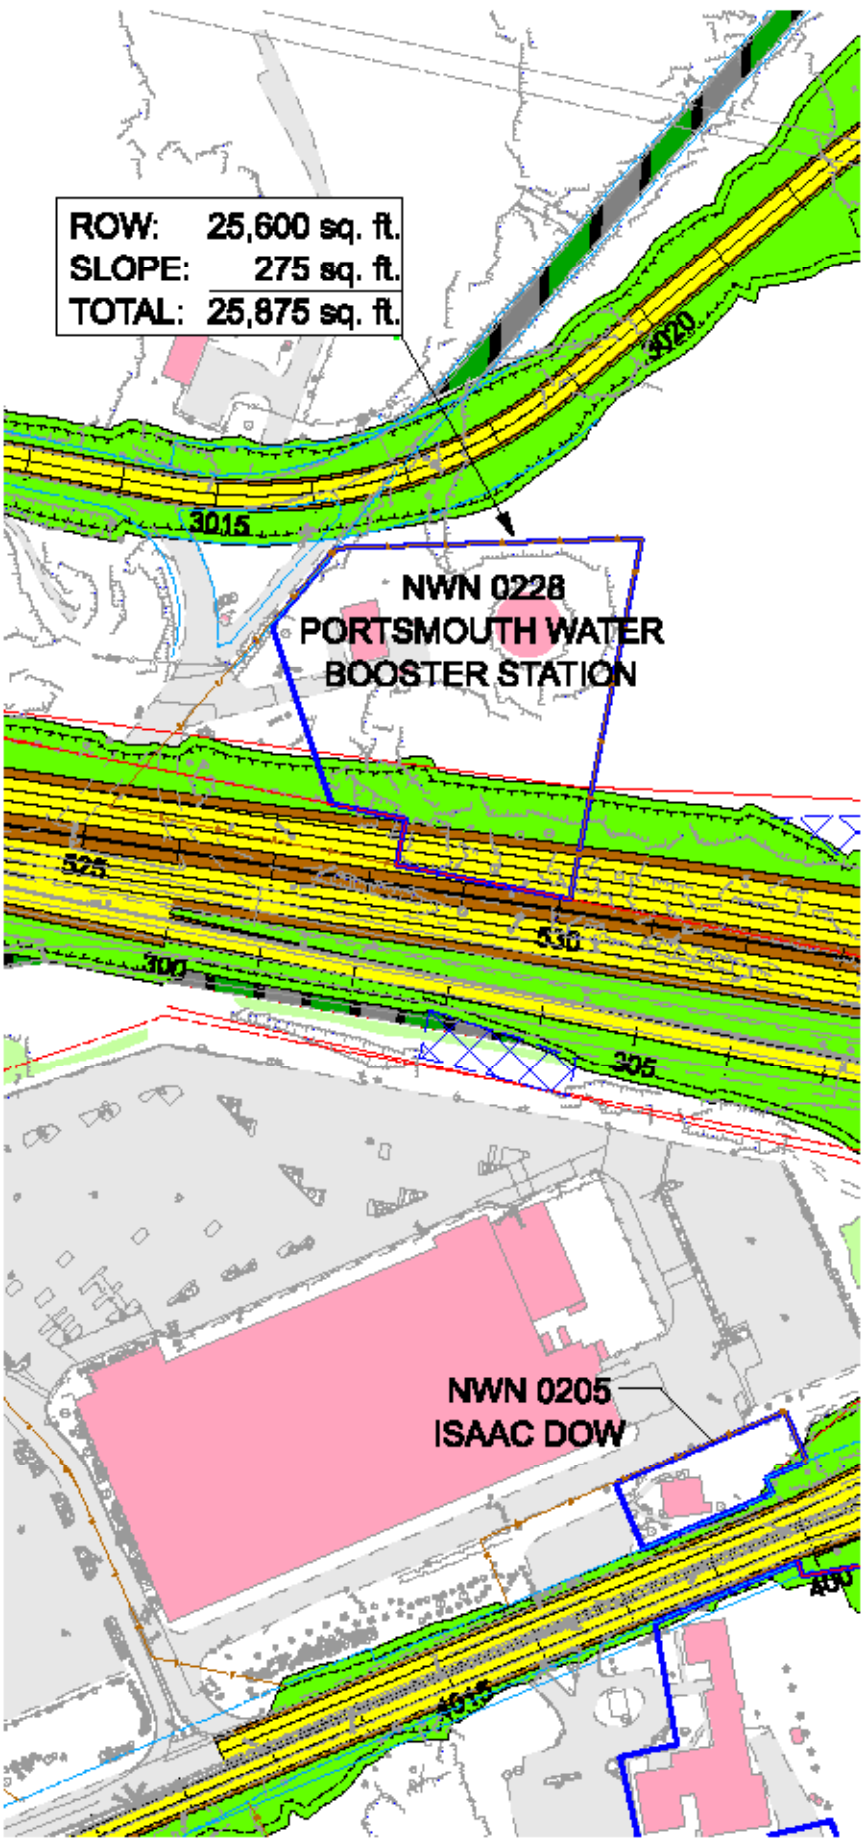 ROW: 25,600 sq. ft.
SLOPE: 275 sq. ft.
TOTAL: 25,875 sq. ft.
3020
3015
NWN 0228
PORTSMOUTH WATER
BOOSTER STATION
525
530
300
305
NWN 0205
ISAAC DOW
400
4015